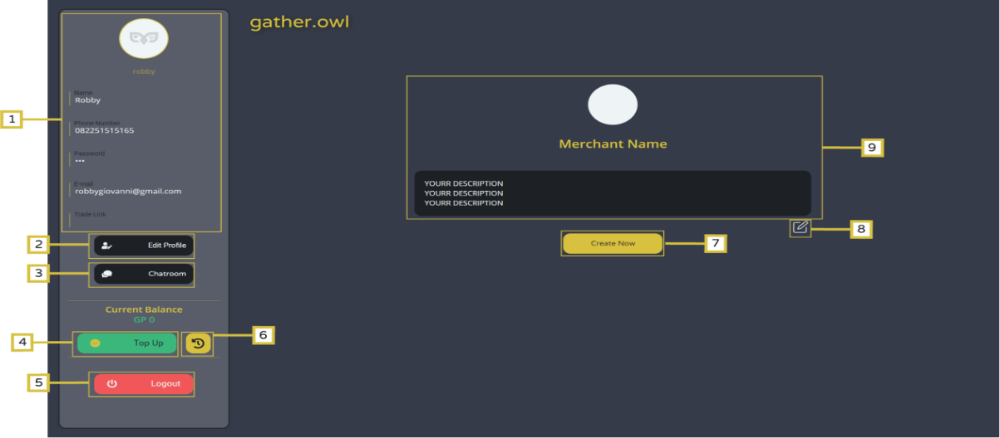 gather.owl
robby
Name
Robby
1
Phone Number
082251515165
Password
•••
E-mail
robbygiovanni@gmail.com
Trade Link
2
Edit Profile
3
Chatroom
Current Balance
GP 0
4
Top Up
6
5
Logout
Merchant Name
9
YOURR DESCRIPTION
YOURR DESCRIPTION
YOURR DESCRIPTION
8
Create Now
7